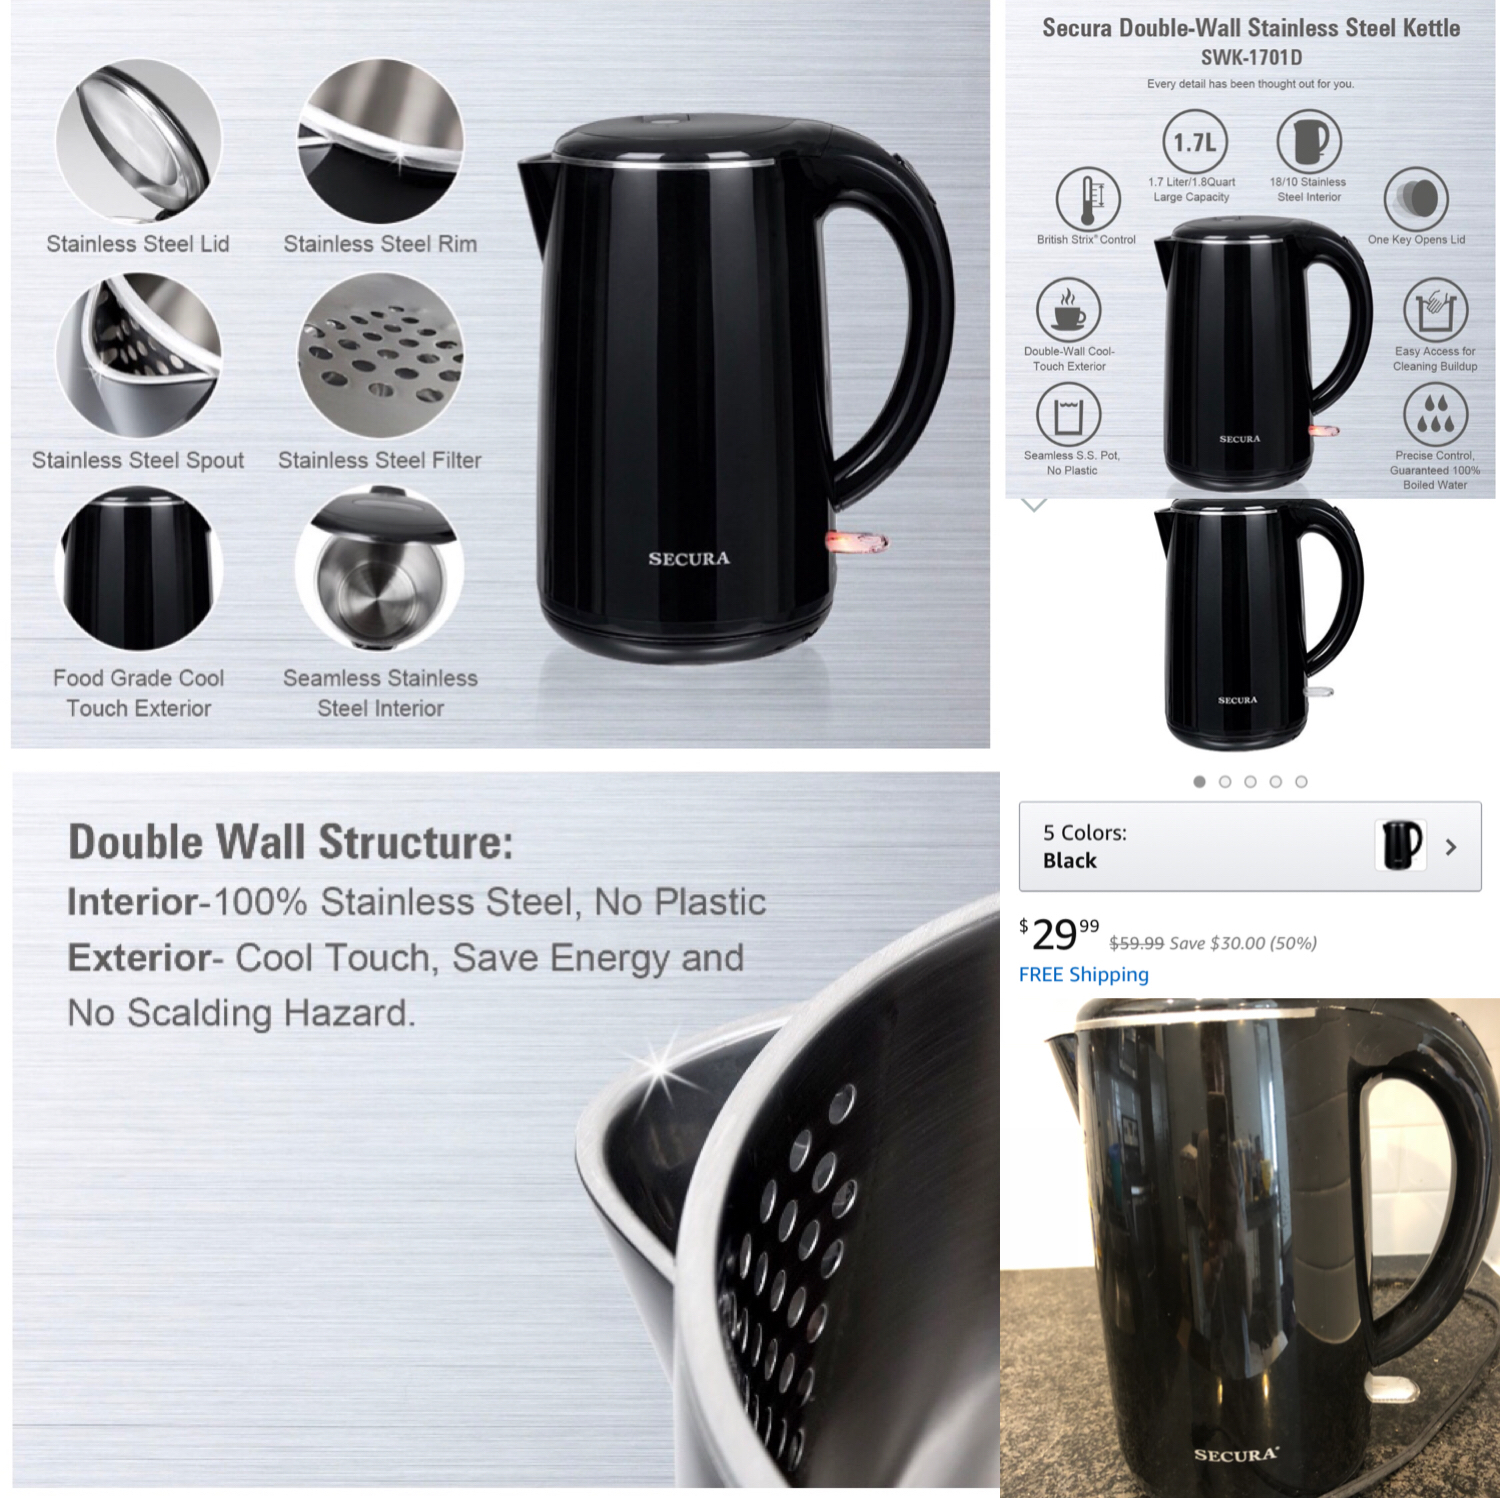 Stainless Steel Lid
Stainless Steel Rim
Stainless Steel Spout
Stainless Steel Filter
Food Grade Cool
Touch Exterior
Seamless Stainless
Steel Interior
SECURA
Secura Double-Wall Stainless Steel Kettle
SWK-1701D
Every detail has been thought out for you.
1.7L
1.7 Liter/1.8Quart
Large Capacity
18/10 Stainless
Steel Interior
British Strix® Control
One Key Opens Lid
Double-Wall Cool-
Touch Exterior
Easy Access for
Cleaning Buildup
Seamless S.S. Pot,
No Plastic
Precise Control,
Guaranteed 100%
Boiled Water
SECURA
SECURA
5 Colors:
Black
$29.99 $59.99 Save $30.00 (50%)
FREE Shipping
Double Wall Structure:
Interior-100% Stainless Steel, No Plastic
Exterior- Cool Touch, Save Energy and
No Scalding Hazard.
SECURA®